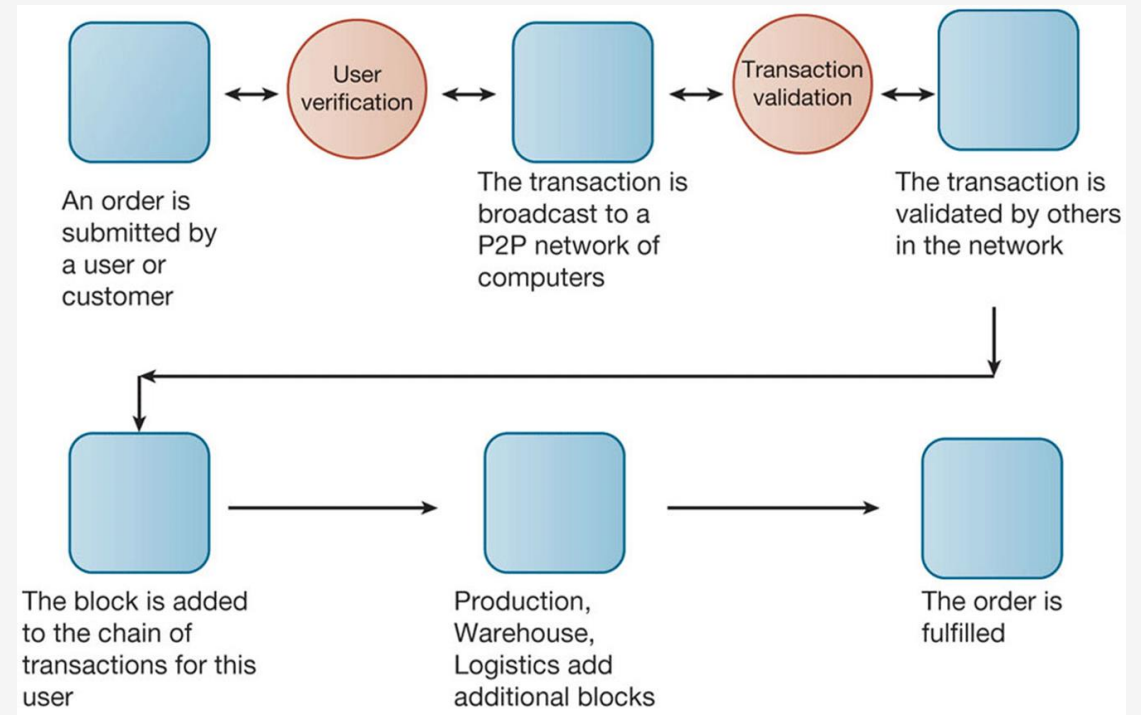 User
verification
Transaction
validation
An order is
submitted by
a user or
customer
The transaction is
broadcast to a
P2P network of
computers
The transaction is
validated by others
in the network
The block is added
to the chain of
transactions for this
user
Production,
Warehouse,
Logistics add
additional blocks
The order is
fulfilled